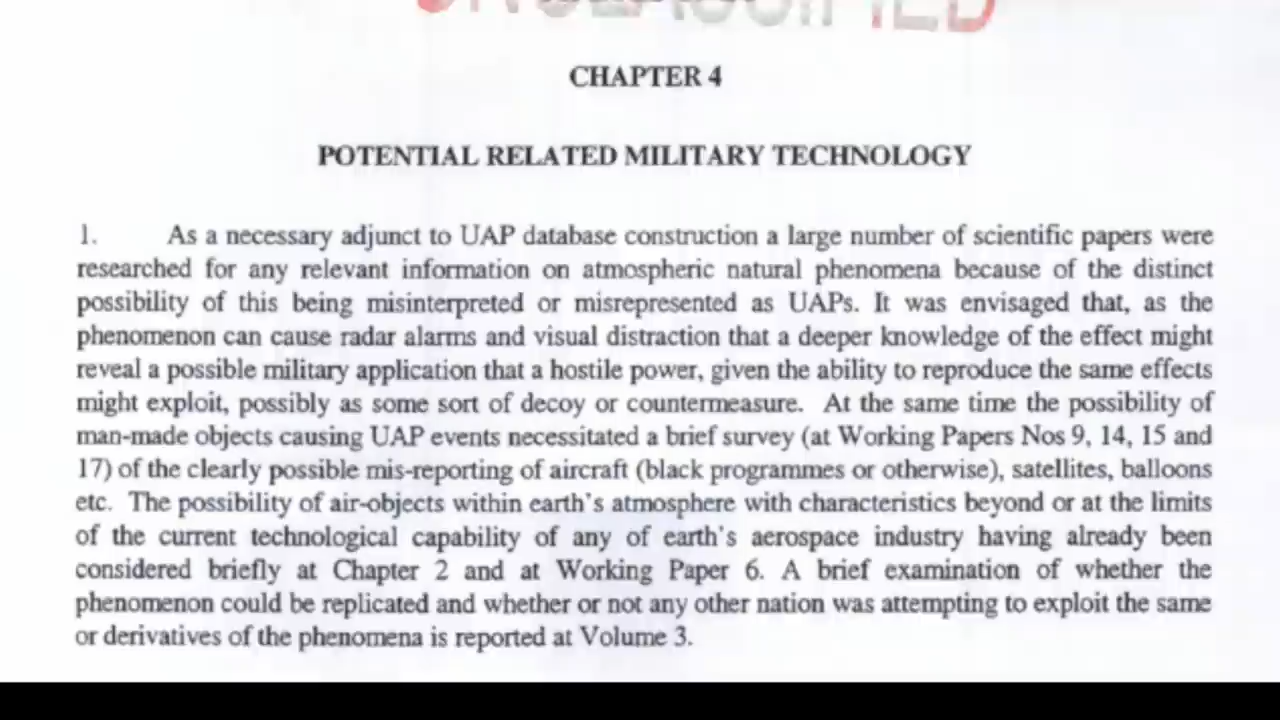 UNCLASSIFIED
CHAPTER 4
POTENTIAL RELATED MILITARY TECHNOLOGY
1. As a necessary adjunct to UAP database construction a large number of scientific papers were
researched for any relevant information on atmospheric natural phenomena because of the distinct
possibility of this being misinterpreted or misrepresented as UAPs. It was envisaged that, as the
phenomenon can cause radar alarms and visual distraction that a deeper knowledge of the effect might
reveal a possible military application that a hostile power, given the ability to reproduce the same effects
might exploit, possibly as some sort of decoy or countermeasure. At the same time the possibility of
man-made objects causing UAP events necessitated a brief survey (at Working Papers Nos 9, 14, 15 and
17) of the clearly possible mis-reporting of aircraft (black programmes or otherwise), satellites, balloons
etc. The possibility of air-objects within earth's atmosphere with characteristics beyond or at the limits
of the current technological capability of any of earth's aerospace industry having already been
considered briefly at Chapter 2 and at Working Paper 6. A brief examination of whether the
phenomenon could be replicated and whether or not any other nation was attempting to exploit the same
or derivatives of the phenomena is reported at Volume 3.